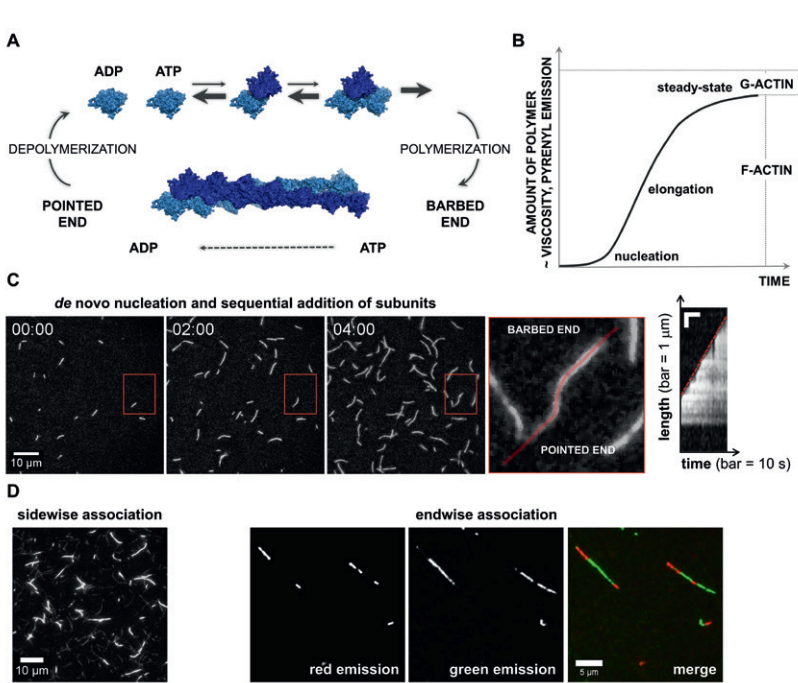 A
ADP
ATP
DEPOLYMERIZATION
POLYMERIZATION
POINTED
END
BARBED
END
ADP
ATP
B
AMOUNT OF POLYMER
~ VISCOSITY, PYRENYL EMISSION
steady-state
G-ACTIN
F-ACTIN
elongation
nucleation
TIME
C
de novo nucleation and sequential addition of subunits
00:00
02:00
04:00
10 μm
BARBED END
POINTED END
length (bar = 1 μm)
time (bar = 10 s)
D
sidewise association
endwise association
10 μm
red emission
green emission
5 μm
merge